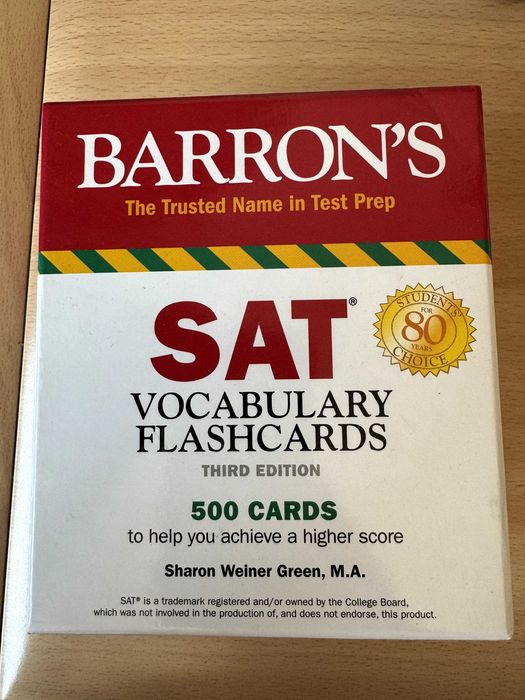 BARRON'S
The Trusted Name in Test Prep
SAT®
STUDENTS'
FOR
80
YEARS
CHOICE
VOCABULARY
FLASHCARDS
THIRD EDITION
500 CARDS
to help you achieve a higher score
Sharon Weiner Green, M.A.
SAT® is a trademark registered and/or owned by the College Board,
which was not involved in the production of, and does not endorse, this product.